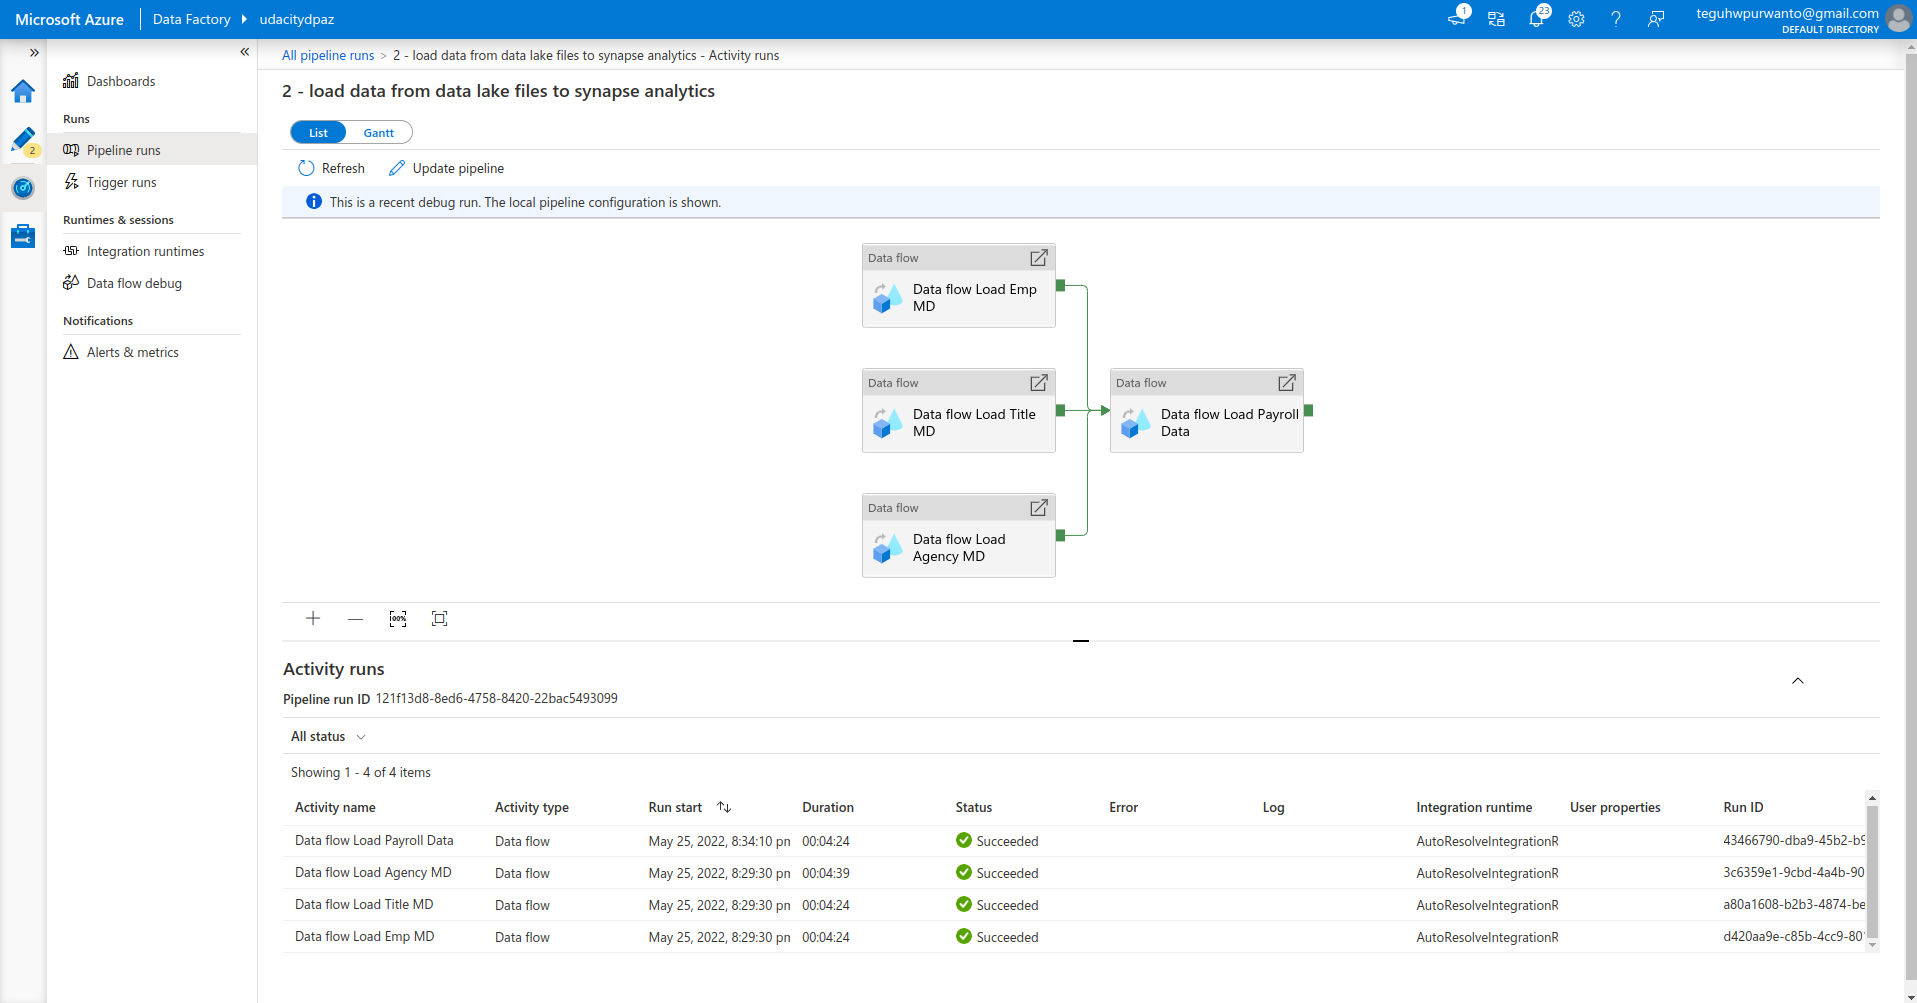 Microsoft Azure
Data Factory
udacitydpaz
1
23
teguhwpurwanto@gmail.com
DEFAULT DIRECTORY
»
«
2
Dashboards
Runs
Pipeline runs
Trigger runs
Runtimes & sessions
Integration runtimes
Data flow debug
Notifications
Alerts & metrics
All pipeline runs > 2 - load data from data lake files to synapse analytics - Activity runs
2 - load data from data lake files to synapse analytics
List Gantt
Refresh Update pipeline
This is a recent debug run. The local pipeline configuration is shown.
Data flow
Data flow Load Emp
MD
Data flow
Data flow Load Title
MD
Data flow
Data flow Load Payroll
Data
Data flow
Data flow Load
Agency MD
Activity runs
Pipeline run ID 121f13d8-8ed6-4758-8420-22bac5493099
All status
Showing 1 - 4 of 4 items
Activity name Activity type Run start Duration Status Error Log Integration runtime User properties Run ID
Data flow Load Payroll Data Data flow May 25, 2022, 8:34:10 pn 00:04:24 Succeeded AutoResolveIntegrationR 43466790-dba9-45b2-b9
Data flow Load Agency MD Data flow May 25, 2022, 8:29:30 pn 00:04:39 Succeeded AutoResolveIntegrationR 3c6359e1-9cbd-4a4b-90
Data flow Load Title MD Data flow May 25, 2022, 8:29:30 pn 00:04:24 Succeeded AutoResolveIntegrationR a80a1608-b2b3-4874-be
Data flow Load Emp MD Data flow May 25, 2022, 8:29:30 pn 00:04:24 Succeeded AutoResolveIntegrationR d420aa9e-c85b-4cc9-80